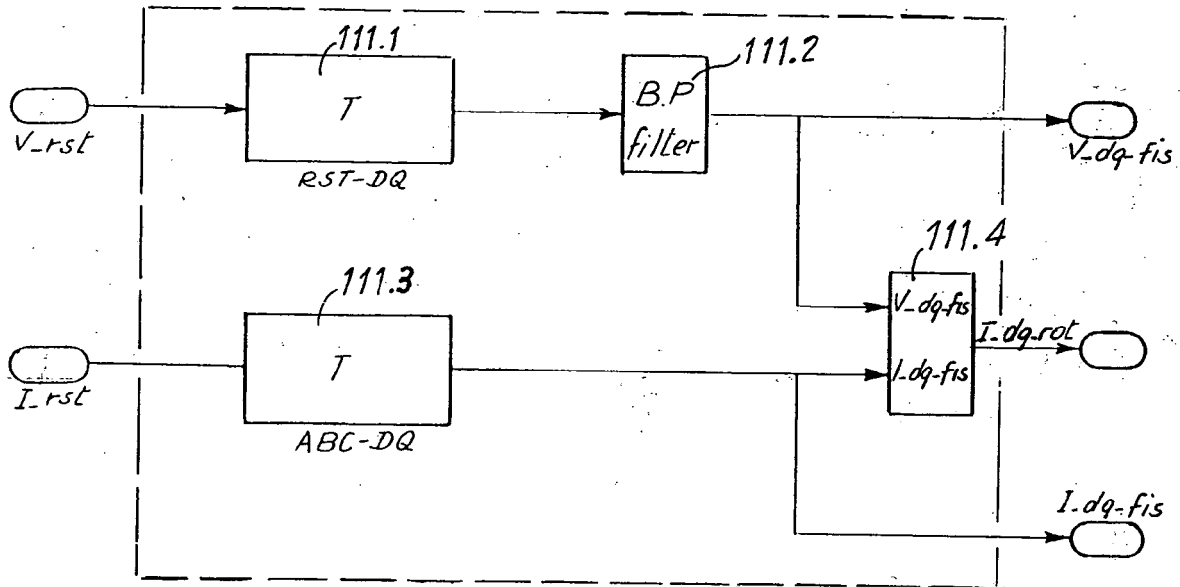 111.1
T
RST-DQ
111.2
B.P
filter
V_rst
V_dq-fis
111.3
T
ABC-DQ
I_rst
111.4
V_dq-fis
I_dq-fis
I_dq-rot
I_dq-fis